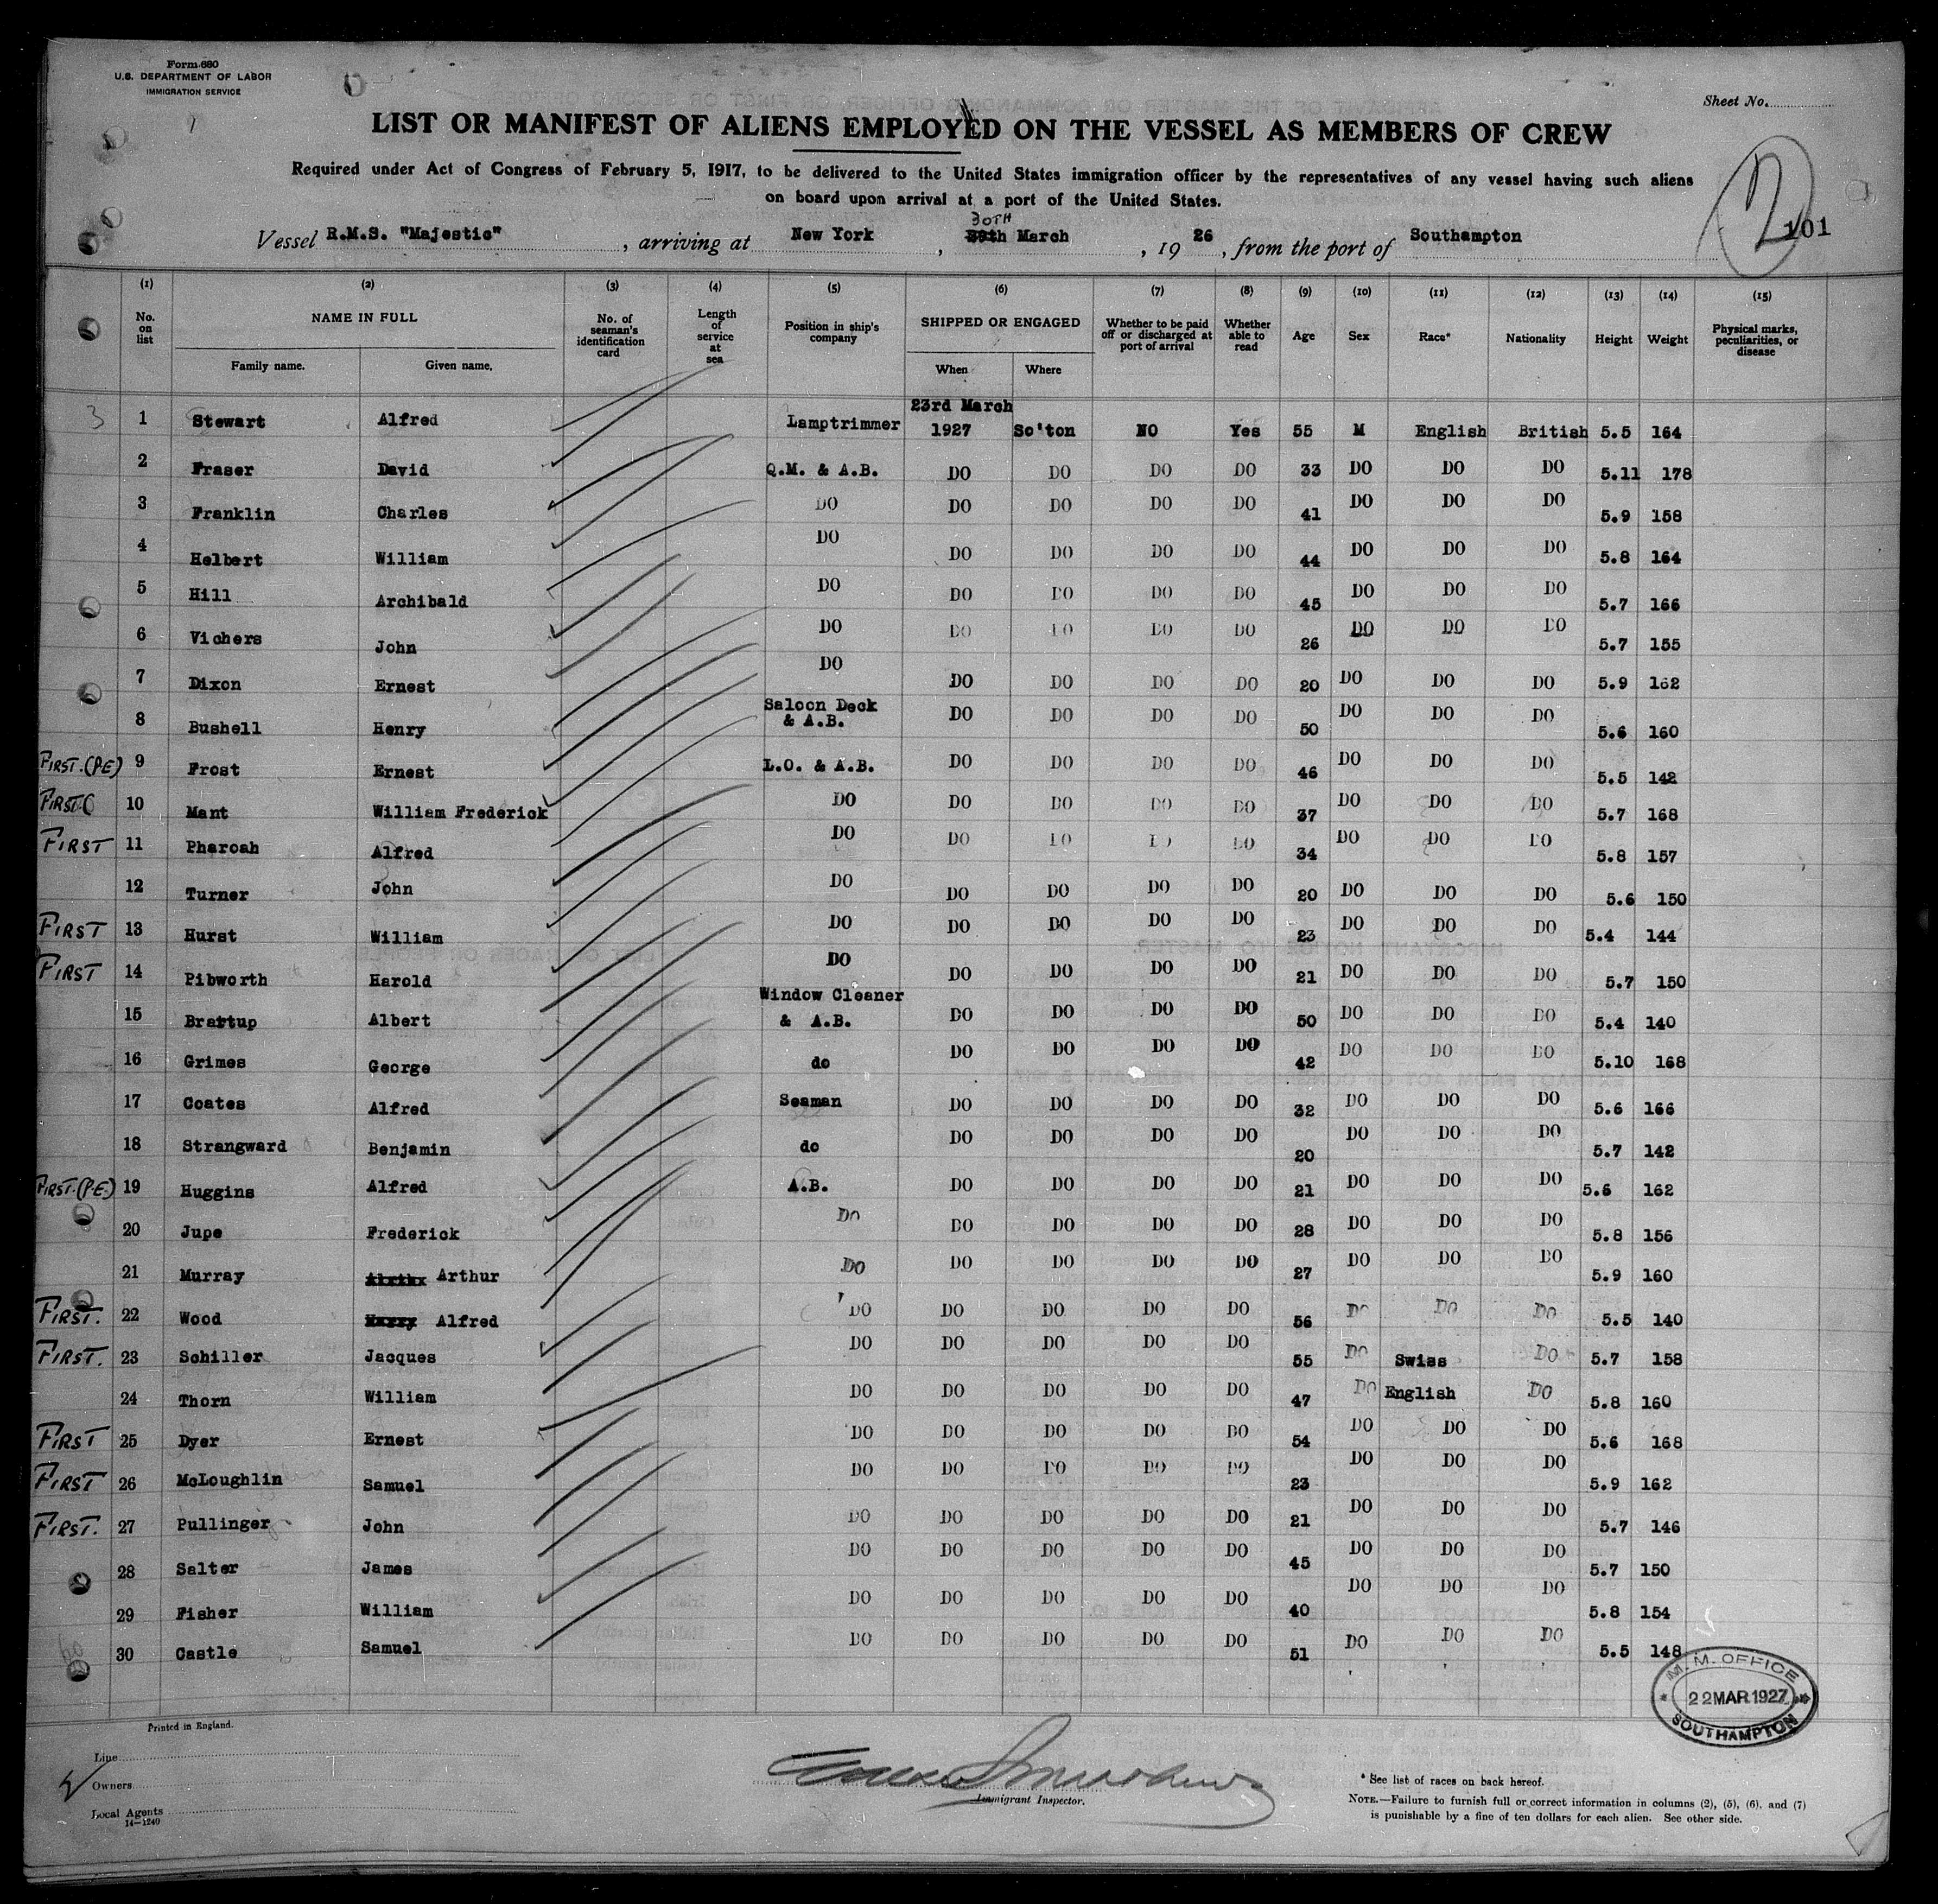 Form 680
U.S. DEPARTMENT OF LABOR
IMMIGRATION SERVICE
Sheet No.
LIST OR MANIFEST OF ALIENS EMPLOYED ON THE VESSEL AS MEMBERS OF CREW
Required under Act of Congress of February 5, 1917, to be delivered to the United States immigration officer by the representatives of any vessel having such aliens
on board upon arrival at a port of the United States.
2
101
30TH
Vessel R.M.S. "Majestic", arriving at New York, March, 1926, from the port of Southampton
(1) (2) (3) (4) (5) (6) (7) (8) (9) (10) (11) (12) (13) (14) (15)
No. on list NAME IN FULL Family name. Given name. No. of seaman's identification card Length of service at sea Position in ship's company SHIPPED OR ENGAGED When Where Whether to be paid off or discharged at port of arrival Whether able to read Age Sex Race* Nationality Height Weight Physical marks, peculiarities, or disease
3 1 Stewart Alfred Lamptrimmer 23rd March 1927 So'ton NO Yes 55 M English British 5.5 164
2 Fraser David Q.M. & A.B. DO DO DO DO 33 DO DO DO 5.11 178
3 Franklin Charles DO DO DO DO DO 41 DO DO DO 5.9 158
4 Helbert William DO DO DO DO DO 44 DO DO DO 5.8 164
5 Hill Archibald DO DO DO DO DO 45 DO DO DO 5.7 166
6 Vichers John DO DO DO DO DO 26 DO DO DO 5.7 155
7 Dixon Ernest DO DO DO DO DO 20 DO DO DO 5.9 162
8 Bushell Henry Saloon Deck & A.B. DO DO DO DO 50 DO DO DO 5.6 160
FIRST.(P.E) 9 Frost Ernest L.O. & A.B. DO DO DO DO 46 DO DO DO 5.5 142
FIRST.( 10 Mant William Frederick DO DO DO DO DO 37 DO DO DO 5.7 168
FIRST 11 Pharoah Alfred DO DO DO DO DO 34 DO DO DO 5.8 157
12 Turner John DO DO DO DO DO 20 DO DO DO 5.6 150
FIRST 13 Hurst William DO DO DO DO DO 23 DO DO DO 5.4 144
FIRST 14 Pibworth Harold DO DO DO DO DO 21 DO DO DO 5.7 150
15 Brattup Albert Window Cleaner & A.B. DO DO DO DO 50 DO DO DO 5.4 140
16 Grimes George do DO DO DO DO 42 DO DO DO 5.10 168
17 Coates Alfred Seaman DO DO DO DO 32 DO DO DO 5.6 166
18 Strangward Benjamin do DO DO DO DO 20 DO DO DO 5.7 142
FIRST.(P.E.) 19 Huggins Alfred A.B. DO DO DO DO 21 DO DO DO 5.6 162
20 Jupe Frederick DO DO DO DO DO 28 DO DO DO 5.8 156
21 Murray Arthur DO DO DO DO DO 27 DO DO DO 5.9 160
FIRST. 22 Wood Harry Alfred DO DO DO DO DO 56 DO DO DO 5.5 140
FIRST. 23 Schiller Jacques DO DO DO DO DO 55 DO Swiss DO 5.7 158
24 Thorn William DO DO DO DO DO 47 DO English DO 5.8 160
FIRST 25 Dyer Ernest DO DO DO DO DO 54 DO DO DO 5.6 168
FIRST 26 McLoughlin Samuel DO DO DO DO DO 23 DO DO DO 5.9 162
FIRST. 27 Pullinger John DO DO DO DO DO 21 DO DO DO 5.7 146
28 Salter James DO DO DO DO DO 45 DO DO DO 5.7 150
29 Fisher William DO DO DO DO DO 40 DO DO DO 5.8 154
30 Castle Samuel DO DO DO DO DO 51 DO DO DO 5.5 148
M.M. OFFICE
22 MAR 1927
SOUTHAMPTON
Printed in England.
Line
Owners
Local Agents
14—1240
Immigrant Inspector.
* See list of races on back hereof.
NOTE.—Failure to furnish full or correct information in columns (2), (5), (6), and (7)
is punishable by a fine of ten dollars for each alien. See other side.